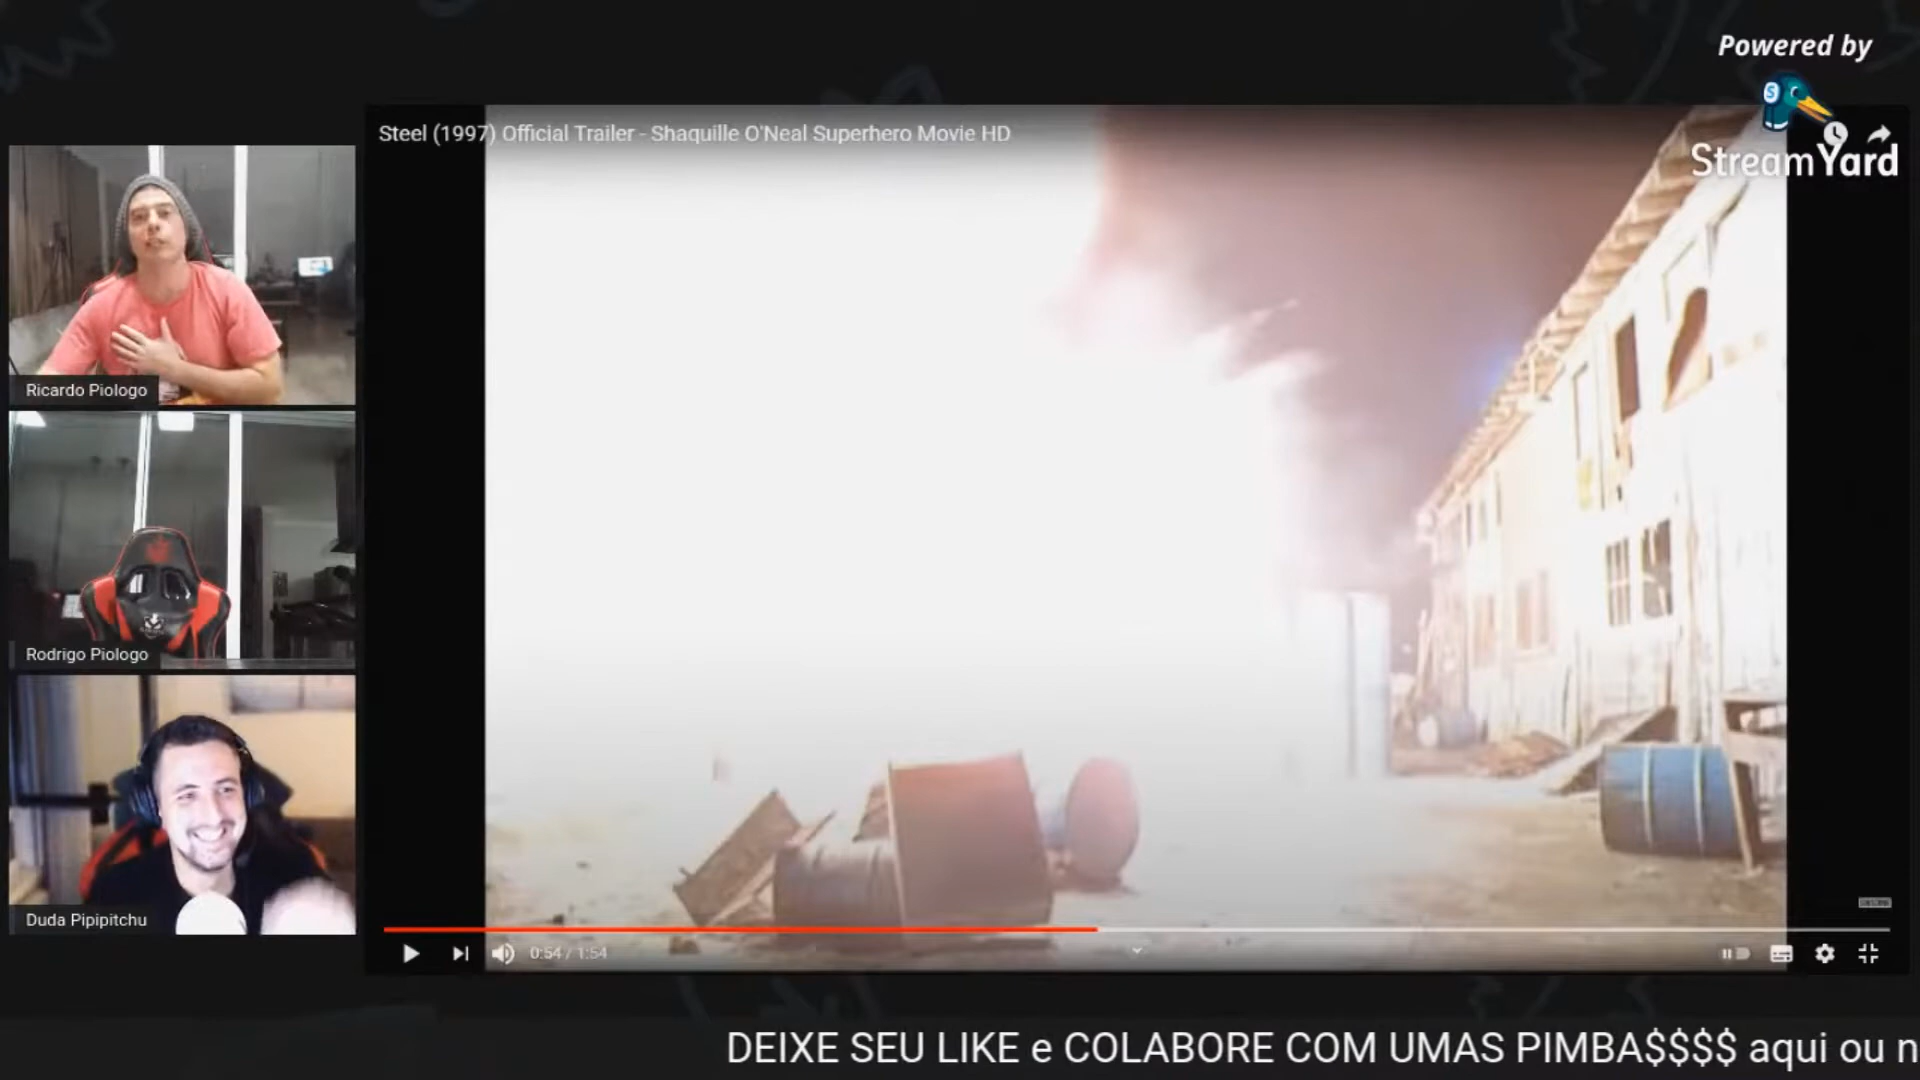 Powered by
StreamYard
Steel (1997) Official Trailer - Shaquille O'Neal Superhero Movie HD
Ricardo Piologo
Rodrigo Piologo
Duda Pipipitchu
0:54 / 1:54
DEIXE SEU LIKE e COLABORE COM UMAS PIMBA$$$$ aqui ou n